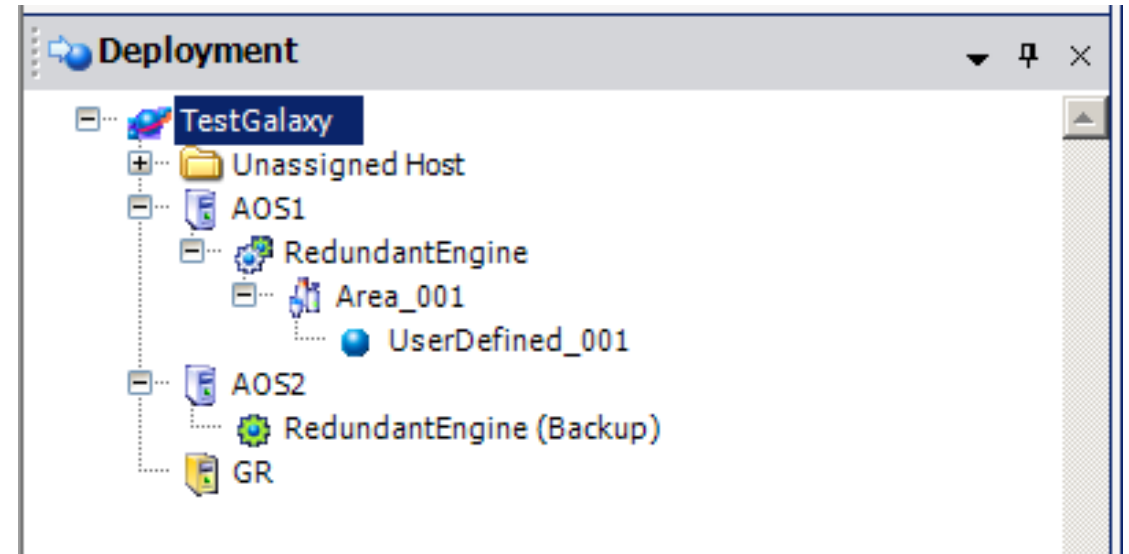 Deployment
TestGalaxy
Unassigned Host
AOS1
RedundantEngine
Area_001
UserDefined_001
AOS2
RedundantEngine (Backup)
GR